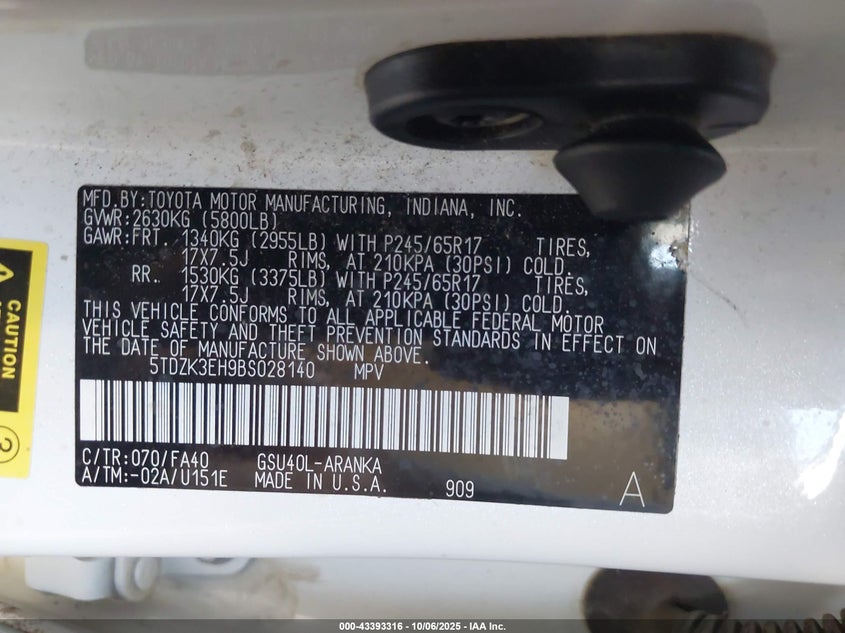 MFD.BY:TOYOTA MOTOR MANUFACTURING, INDIANA, INC.
GVWR:2630KG (5800LB)
GAWR:FRT. 1340KG (2955LB) WITH P245/65R17 TIRES,
17X7.5J RIMS, AT 210KPA (30PSI) COLD.
RR. 1530KG (3375LB) WITH P245/65R17 TIRES,
17X7.5J RIMS, AT 210KPA (30PSI) COLD.
THIS VEHICLE CONFORMS TO ALL APPLICABLE FEDERAL MOTOR
VEHICLE SAFETY AND THEFT PREVENTION STANDARDS IN EFFECT ON
THE DATE OF MANUFACTURE SHOWN ABOVE.
5TDZK3EH9BS028140 MPV
C/TR:070/FA40 GSU40L-ARANKA
A/TM:-02A/U151E MADE IN U.S.A. 909 A
CAUTION
000-43393316 - 10/06/2025 - IAA Inc.